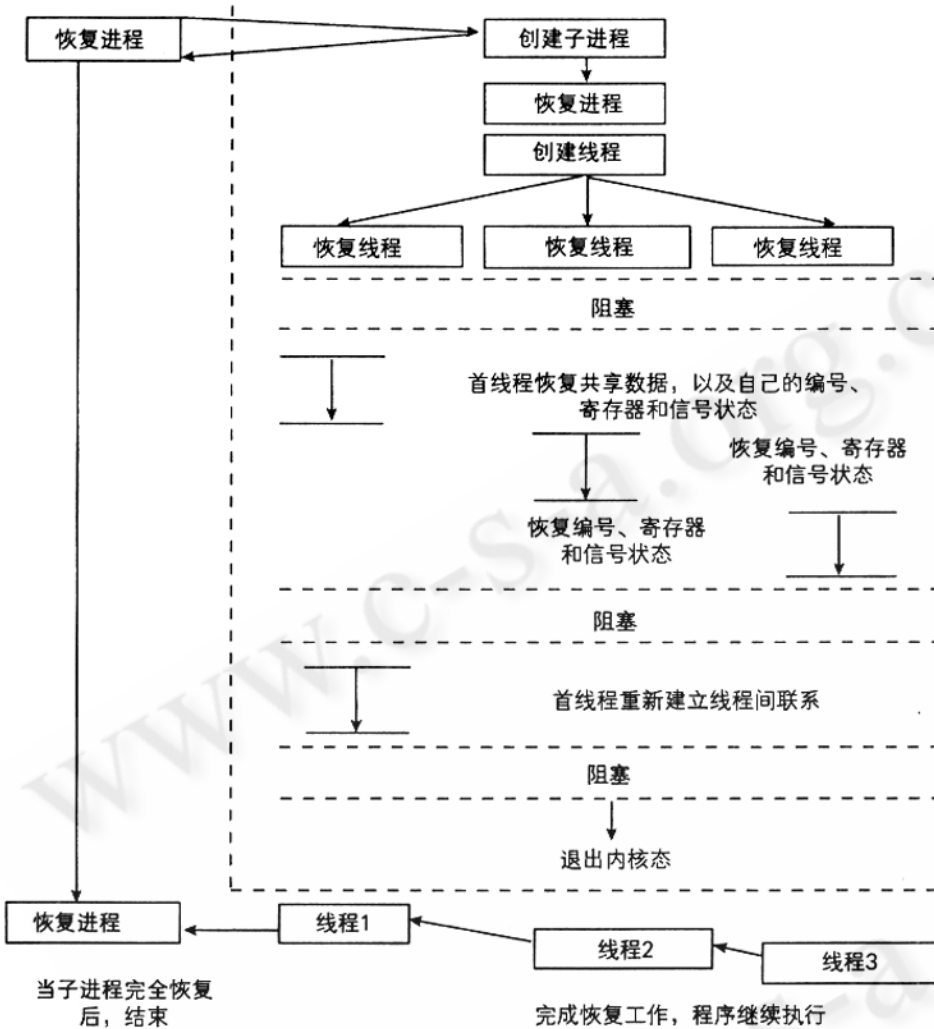 恢复进程
创建子进程
恢复进程
创建线程
恢复线程
恢复线程
恢复线程
阻塞
首线程恢复共享数据，以及自己的编号、
寄存器和信号状态
恢复编号、寄存器
和信号状态
恢复编号、寄存器
和信号状态
阻塞
首线程重新建立线程间联系
阻塞
退出内核态
恢复进程
线程1
线程2
线程3
当子进程完全恢复
后，结束
完成恢复工作，程序继续执行
www.c-s-a.org.c